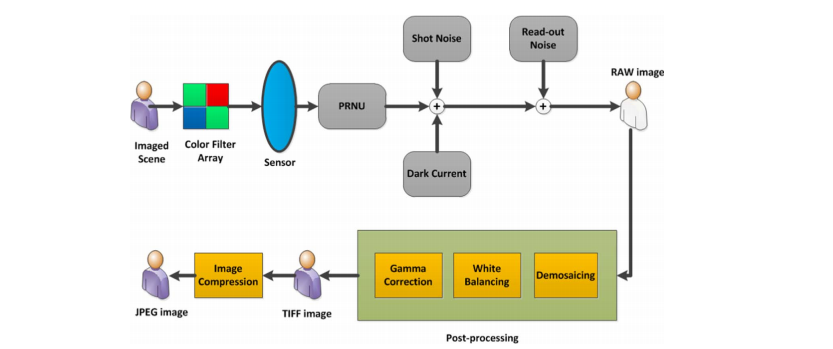 Shot Noise
Read-out
Noise
RAW image
PRNU
+
+
Imaged
Scene
Color Filter
Array
Sensor
Dark Current
Image
Compression
Gamma
Correction
White
Balancing
Demosaicing
JPEG image
TIFF image
Post-processing